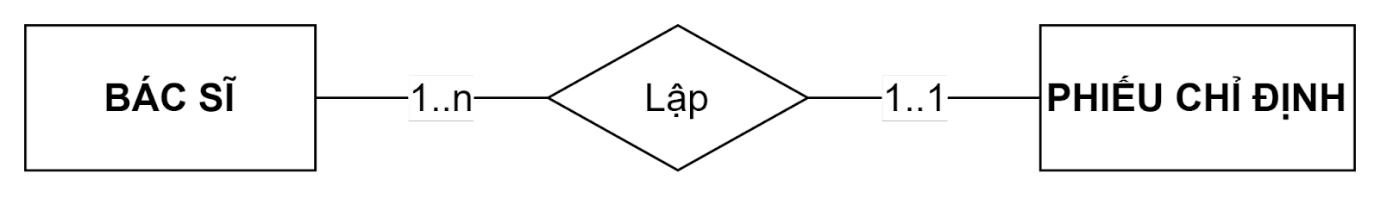 BÁC SĨ 1..n Lập 1..1 PHIẾU CHỈ ĐỊNH